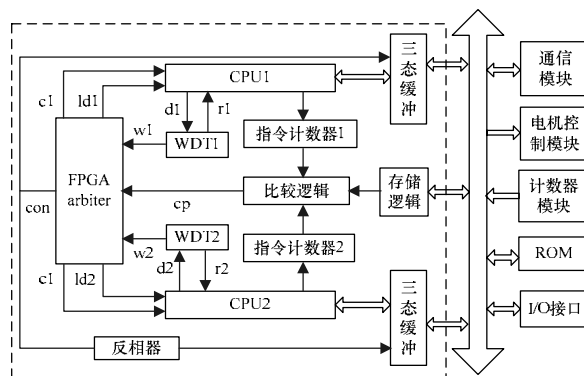 CPU1
三态缓冲
通信模块
c1
ld1
d1
r1
指令计数器1
电机控制模块
w1
WDT1
FPGA arbiter
con
cp
比较逻辑
存储逻辑
计数器模块
w2
WDT2
指令计数器2
c1
ld2
d2
r2
ROM
CPU2
三态缓冲
I/O接口
反相器